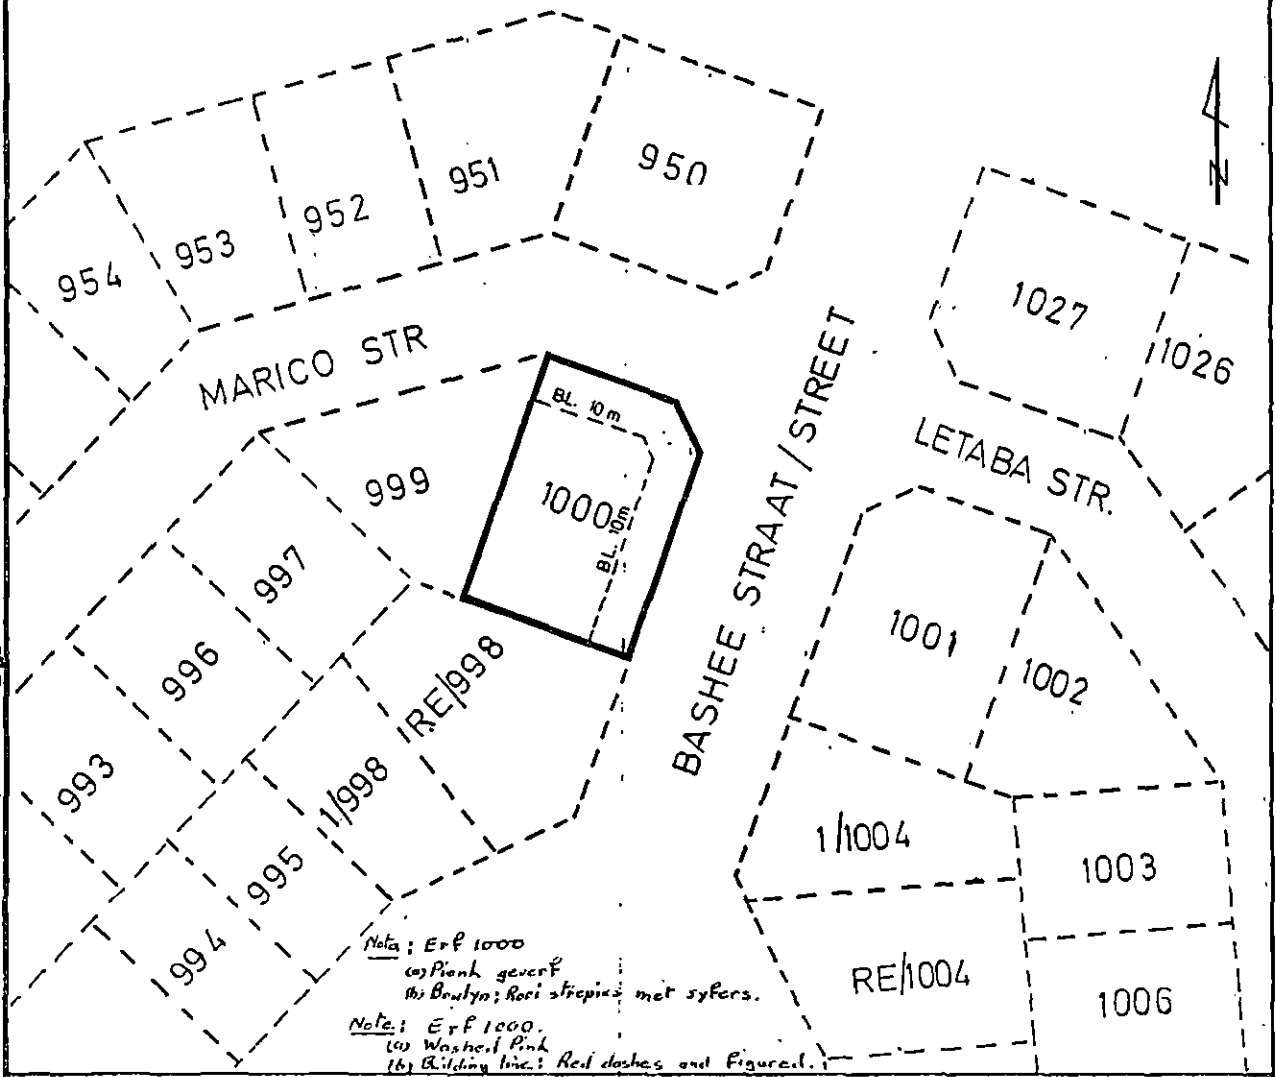 950
951
952
953
954
N
1027
1026
MARICO STR
BL. 10m
LETABA STR.
BASHEE STRAAT/STREET
999
1000
BL. 10m
997
996
993
RE/998
1/998
995
994
1001
1002
1/1004
1003
RE/1004
1006
Nota: Erf 1000
(a) Pienk geverf
(b) Boulyn: Rooi strepies met syfers.
Note: Erf 1000.
(a) Washed Pink
(b) Building line: Red dashes and figured.